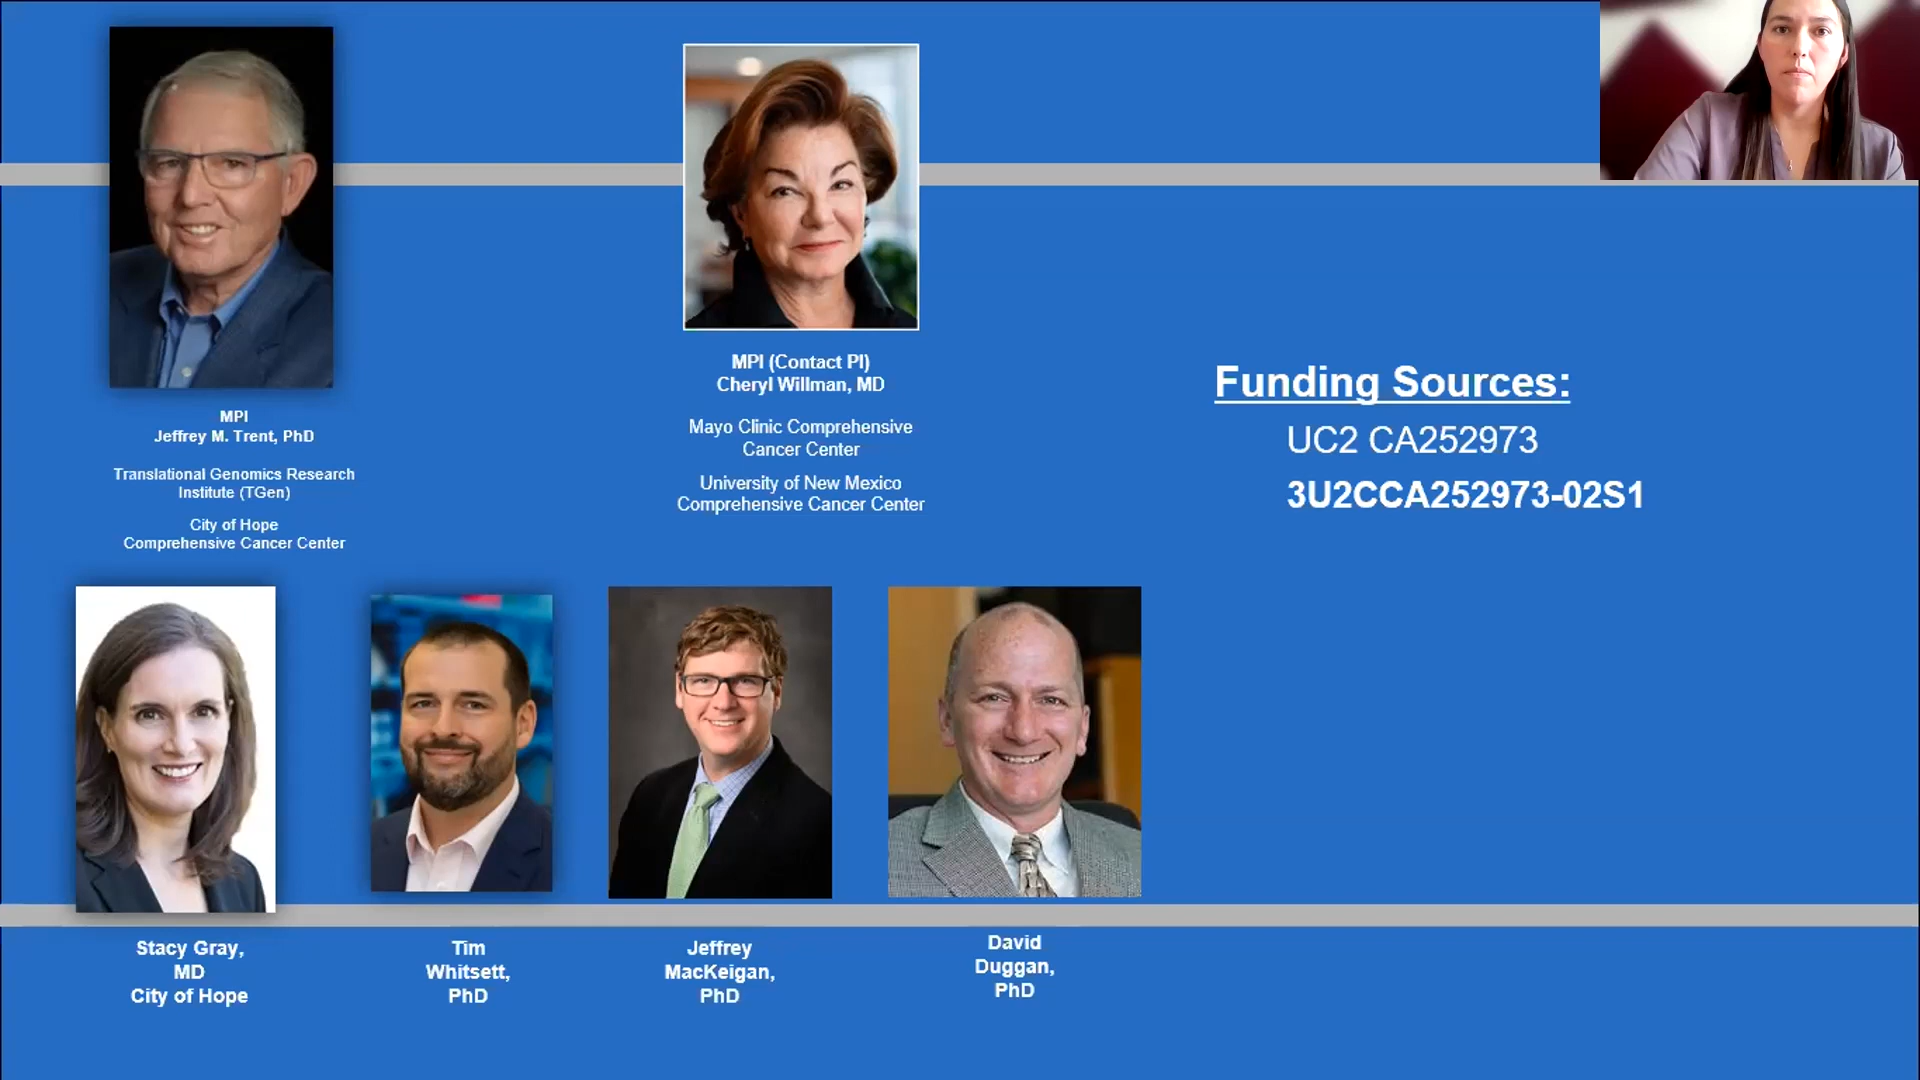 MPI
Jeffrey M. Trent, PhD
Translational Genomics Research
Institute (TGen)
City of Hope
Comprehensive Cancer Center
MPI (Contact PI)
Cheryl Willman, MD
Mayo Clinic Comprehensive
Cancer Center
University of New Mexico
Comprehensive Cancer Center
Funding Sources:
UC2 CA252973
3U2CCA252973-02S1
Stacy Gray,
MD
City of Hope
Tim
Whitsett,
PhD
Jeffrey
MacKeigan,
PhD
David
Duggan,
PhD